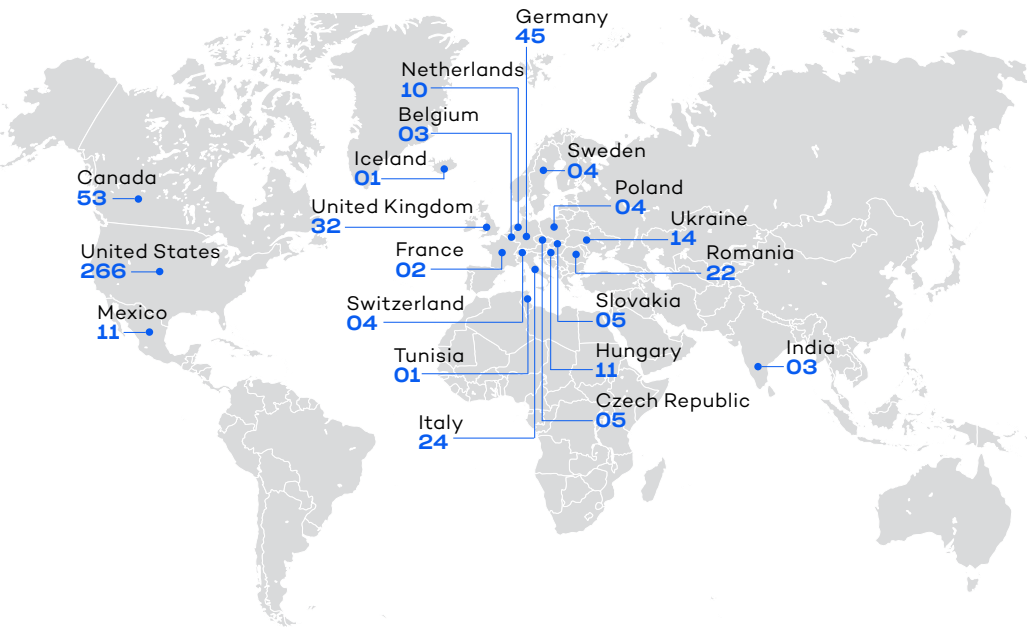 Germany
45
Netherlands
10
Belgium
03
Iceland
01
Sweden
04
Canada
53
Poland
04
United Kingdom
32
Ukraine
14
United States
266
France
02
Romania
22
Switzerland
04
Slovakia
05
Mexico
11
Tunisia
01
Hungary
11
India
03
Czech Republic
05
Italy
24